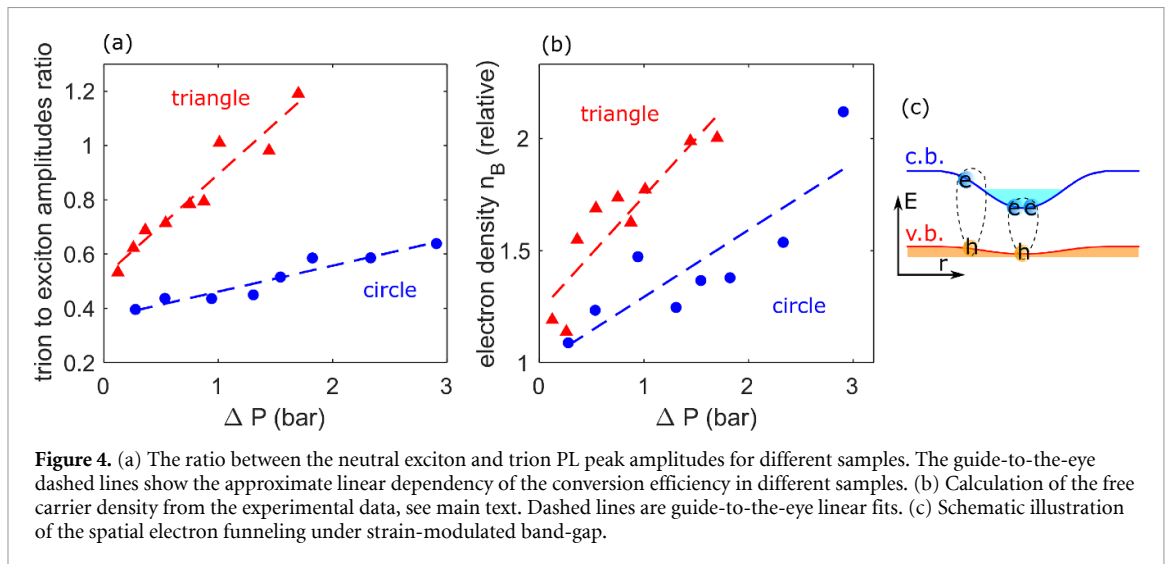 (a)
trion to exciton amplitudes ratio
1.2
1
0.8
0.6
0.4
0.2
triangle
circle
0
1
2
3
Δ P (bar)
(b)
electron density n_B (relative)
2
1.5
1
triangle
circle
0
1
2
3
Δ P (bar)
(c)
c.b.
e
e e
E
v.b.
h
h
r
Figure 4. (a) The ratio between the neutral exciton and trion PL peak amplitudes for different samples. The guide-to-the-eye
dashed lines show the approximate linear dependency of the conversion efficiency in different samples. (b) Calculation of the free
carrier density from the experimental data, see main text. Dashed lines are guide-to-the-eye linear fits. (c) Schematic illustration
of the spatial electron funneling under strain-modulated band-gap.